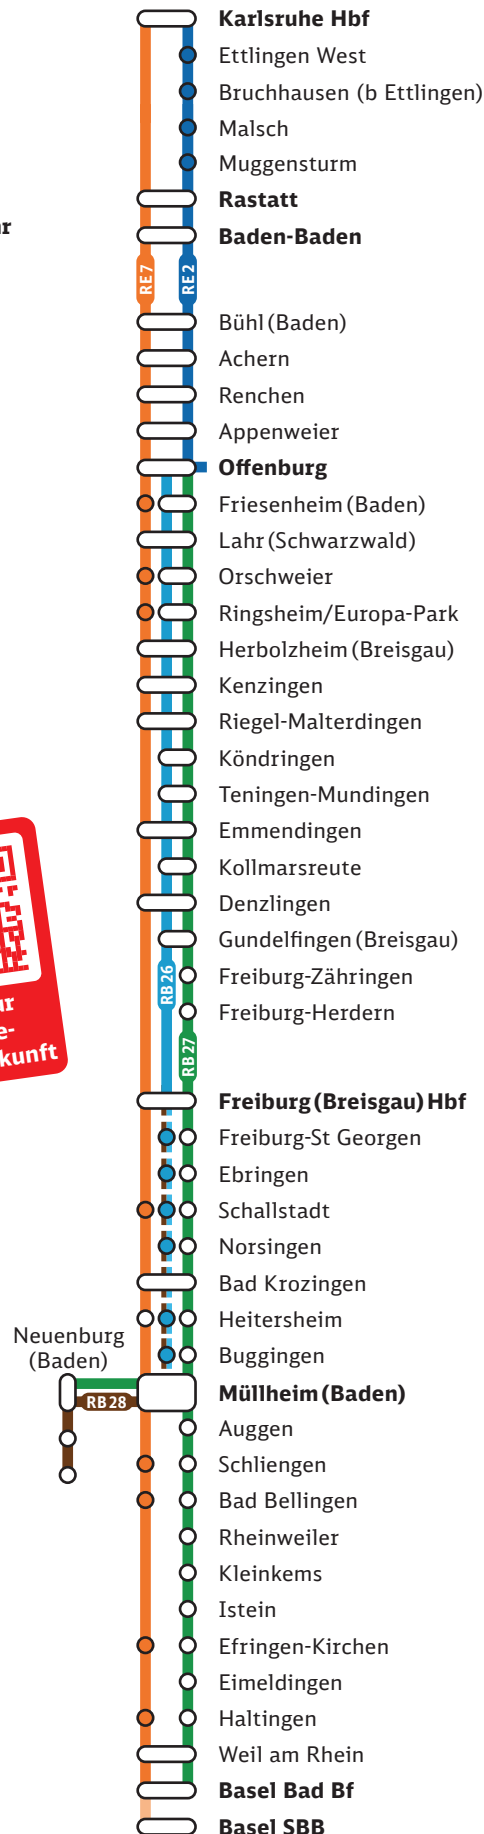 Karlsruhe Hbf
Ettlingen West
Bruchhausen (b Ettlingen)
Malsch
Muggensturm
Rastatt
Baden-Baden
RE 7
RE 2
Bühl (Baden)
Achern
Renchen
Appenweier
Offenburg
Friesenheim (Baden)
Lahr (Schwarzwald)
Orschweier
Ringsheim/Europa-Park
Herbolzheim (Breisgau)
Kenzingen
Riegel-Malterdingen
Köndringen
Teningen-Mundingen
Emmendingen
Kollmarsreute
Denzlingen
Gundelfingen (Breisgau)
RB 26
Freiburg-Zähringen
Freiburg-Herdern
kunft
RB 27
Freiburg (Breisgau) Hbf
Freiburg-St Georgen
Ebringen
Schallstadt
Norsingen
Bad Krozingen
Heitersheim
Neuenburg
(Baden)
Buggingen
RB 28
Müllheim (Baden)
Auggen
Schliengen
Bad Bellingen
Rheinweiler
Kleinkems
Istein
Efringen-Kirchen
Eimeldingen
Haltingen
Weil am Rhein
Basel Bad Bf
Basel SBB